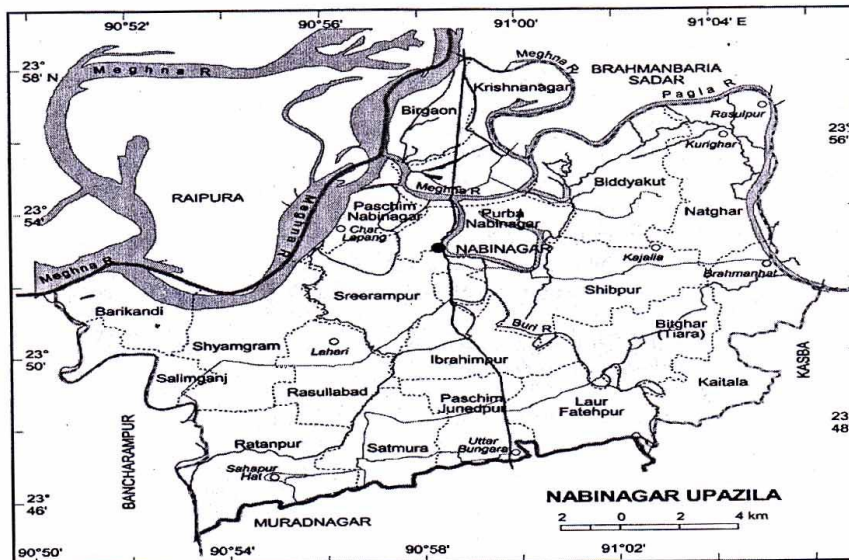 90°52' 90°56' 91°00' 91°04' E
23° 58' N
Meghna R
Meghna R
BRAHMANBARIA SADAR
Krishnanagar
Pagla R
Birgaon
Rasulpur
23° 56'
Kurighar
RAIPURA
Meghna R
Biddyakut
23° 54'
Paschim Nabinagar
Purba Nabinagar
Natghar
Meghna R
Char Lapang
NABINAGAR
Kajalia
Meghna R
Brahmanhat
Sreerampur
Shibpur
Barikandi
Buri R
Shyamgram
Bitghar (Tiara)
23° 50'
Lahari
Ibrahimpur
KASBA
Salimganj
Kaitala
Rasullabad
Paschim Junedpur
Laur Fatehpur
23° 48'
BANCHARAMPUR
Ratanpur
Satmura
Uttar Bungara
Sahapur Hat
23° 46'
NABINAGAR UPAZILA
MURADNAGAR
2 0 2 4 km
90°50' 90°54' 90°58' 91°02'